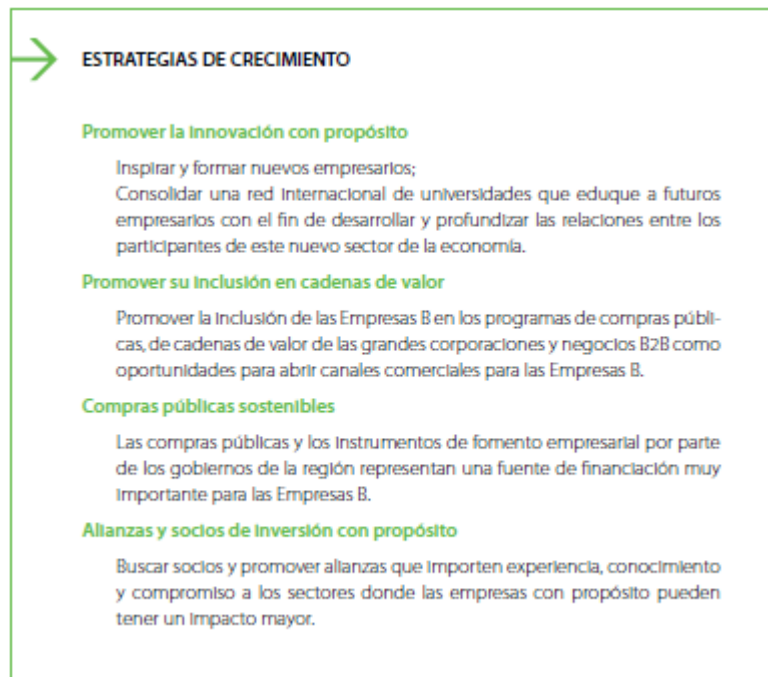 ESTRATEGIAS DE CRECIMIENTO
Promover la innovación con propósito
Inspirar y formar nuevos empresarios;
Consolidar una red internacional de universidades que eduque a futuros
empresarios con el fin de desarrollar y profundizar las relaciones entre los
participantes de este nuevo sector de la economía.
Promover su inclusión en cadenas de valor
Promover la inclusión de las Empresas B en los programas de compras públi-
cas, de cadenas de valor de las grandes corporaciones y negocios B2B como
oportunidades para abrir canales comerciales para las Empresas B.
Compras públicas sostenibles
Las compras públicas y los instrumentos de fomento empresarial por parte
de los gobiernos de la región representan una fuente de financiación muy
importante para las Empresas B.
Alianzas y socios de inversión con propósito
Buscar socios y promover alianzas que importen experiencia, conocimiento
y compromiso a los sectores donde las empresas con propósito pueden
tener un impacto mayor.